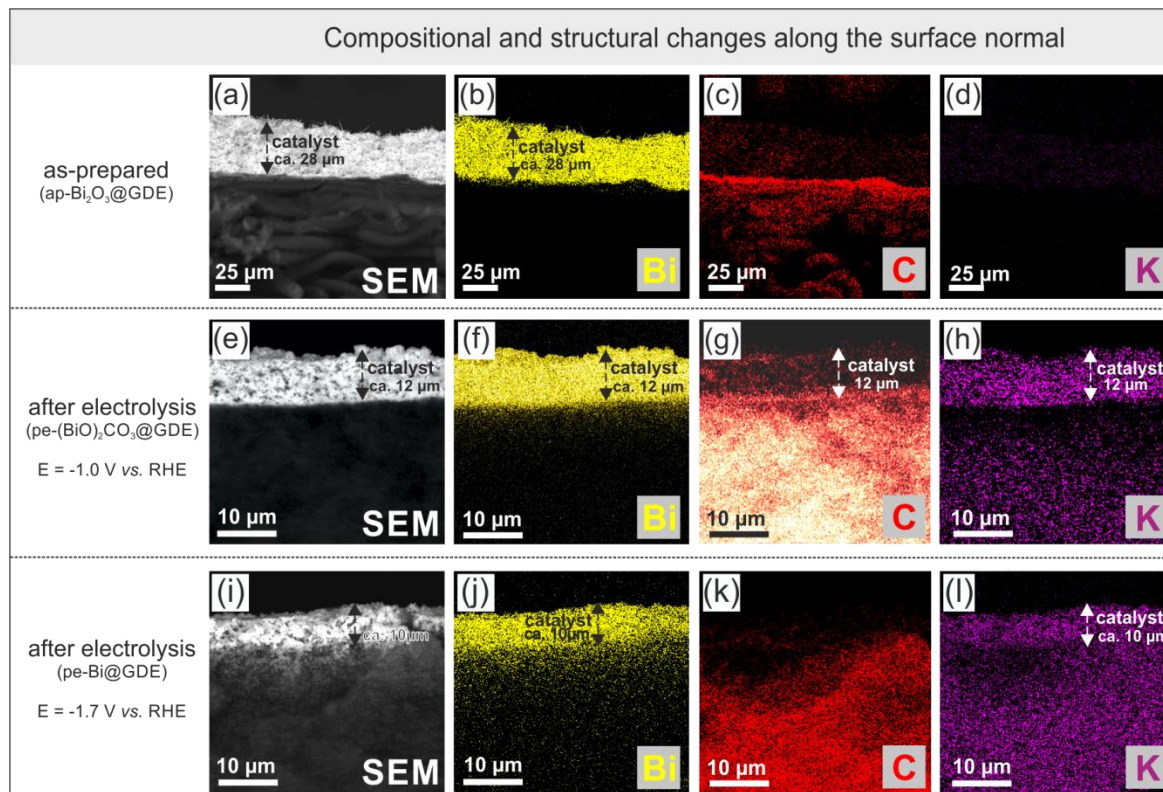 Compositional and structural changes along the surface normal
as-prepared
(ap-Bi₂O₃@GDE)
(a)
catalyst
ca. 28 µm
25 µm
SEM
(b)
catalyst
ca. 28 µm
25 µm
Bi
(c)
25 µm
C
(d)
25 µm
K
after electrolysis
(pe-(BiO)₂CO₃@GDE)
E = -1.0 V vs. RHE
(e)
catalyst
ca. 12 µm
10 µm
SEM
(f)
catalyst
ca. 12 µm
10 µm
Bi
(g)
catalyst
12 µm
10 µm
C
(h)
catalyst
12 µm
10 µm
K
after electrolysis
(pe-Bi@GDE)
E = -1.7 V vs. RHE
(i)
ca. 10µm
10 µm
SEM
(j)
catalyst
ca. 10µm
10 µm
Bi
(k)
10 µm
C
(l)
catalyst
ca. 10 µm
10 µm
K